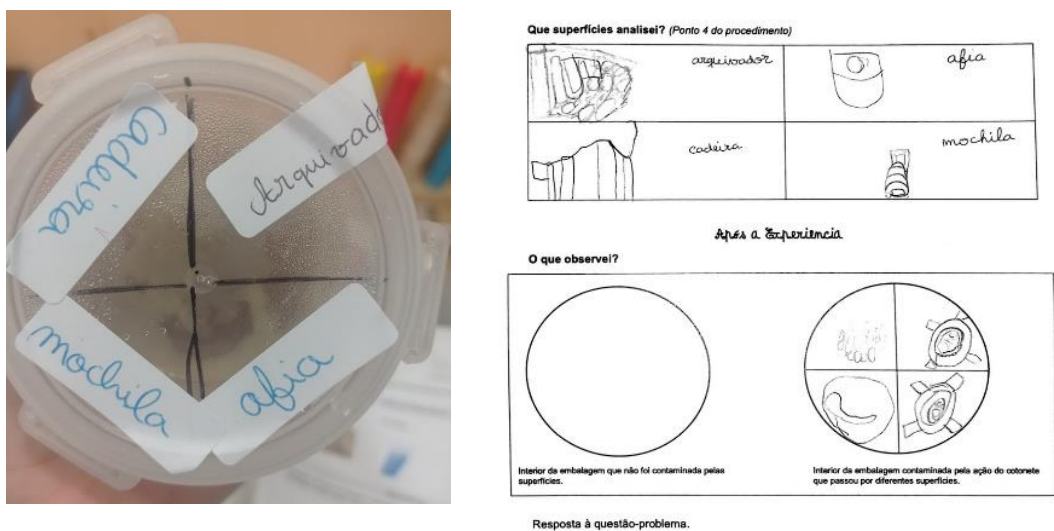 cadeira
Arquivad
mochila
afia
Que superfícies analisei? (Ponto 4 do procedimento)
arquivador
afia
cadeira
mochila
Após a Experiencia
O que observei?
Interior da embalagem que não foi contaminada pelas
superfícies.
Interior da embalagem contaminada pela ação do cotonete
que passou por diferentes superfícies.
Resposta à questão-problema.